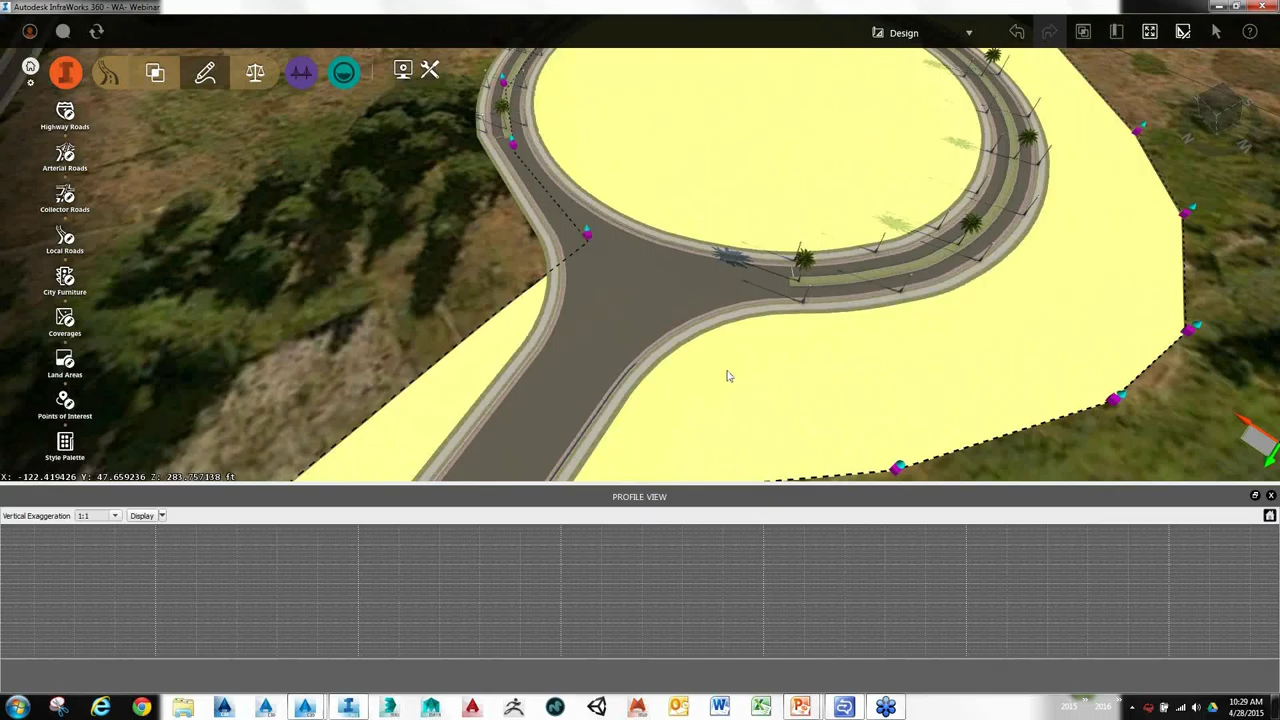 Autodesk InfraWorks 360 - WA- Webinar
Design
Highway Roads
Arterial Roads
Collector Roads
Local Roads
City Furniture
Coverages
Land Areas
Points of Interest
Style Palette
X: -122.419426 Y: 47.659236 Z: 283.757138 ft
PROFILE VIEW
Vertical Exaggeration 1:1 Display
2015 2016
10:29 AM
4/28/2015